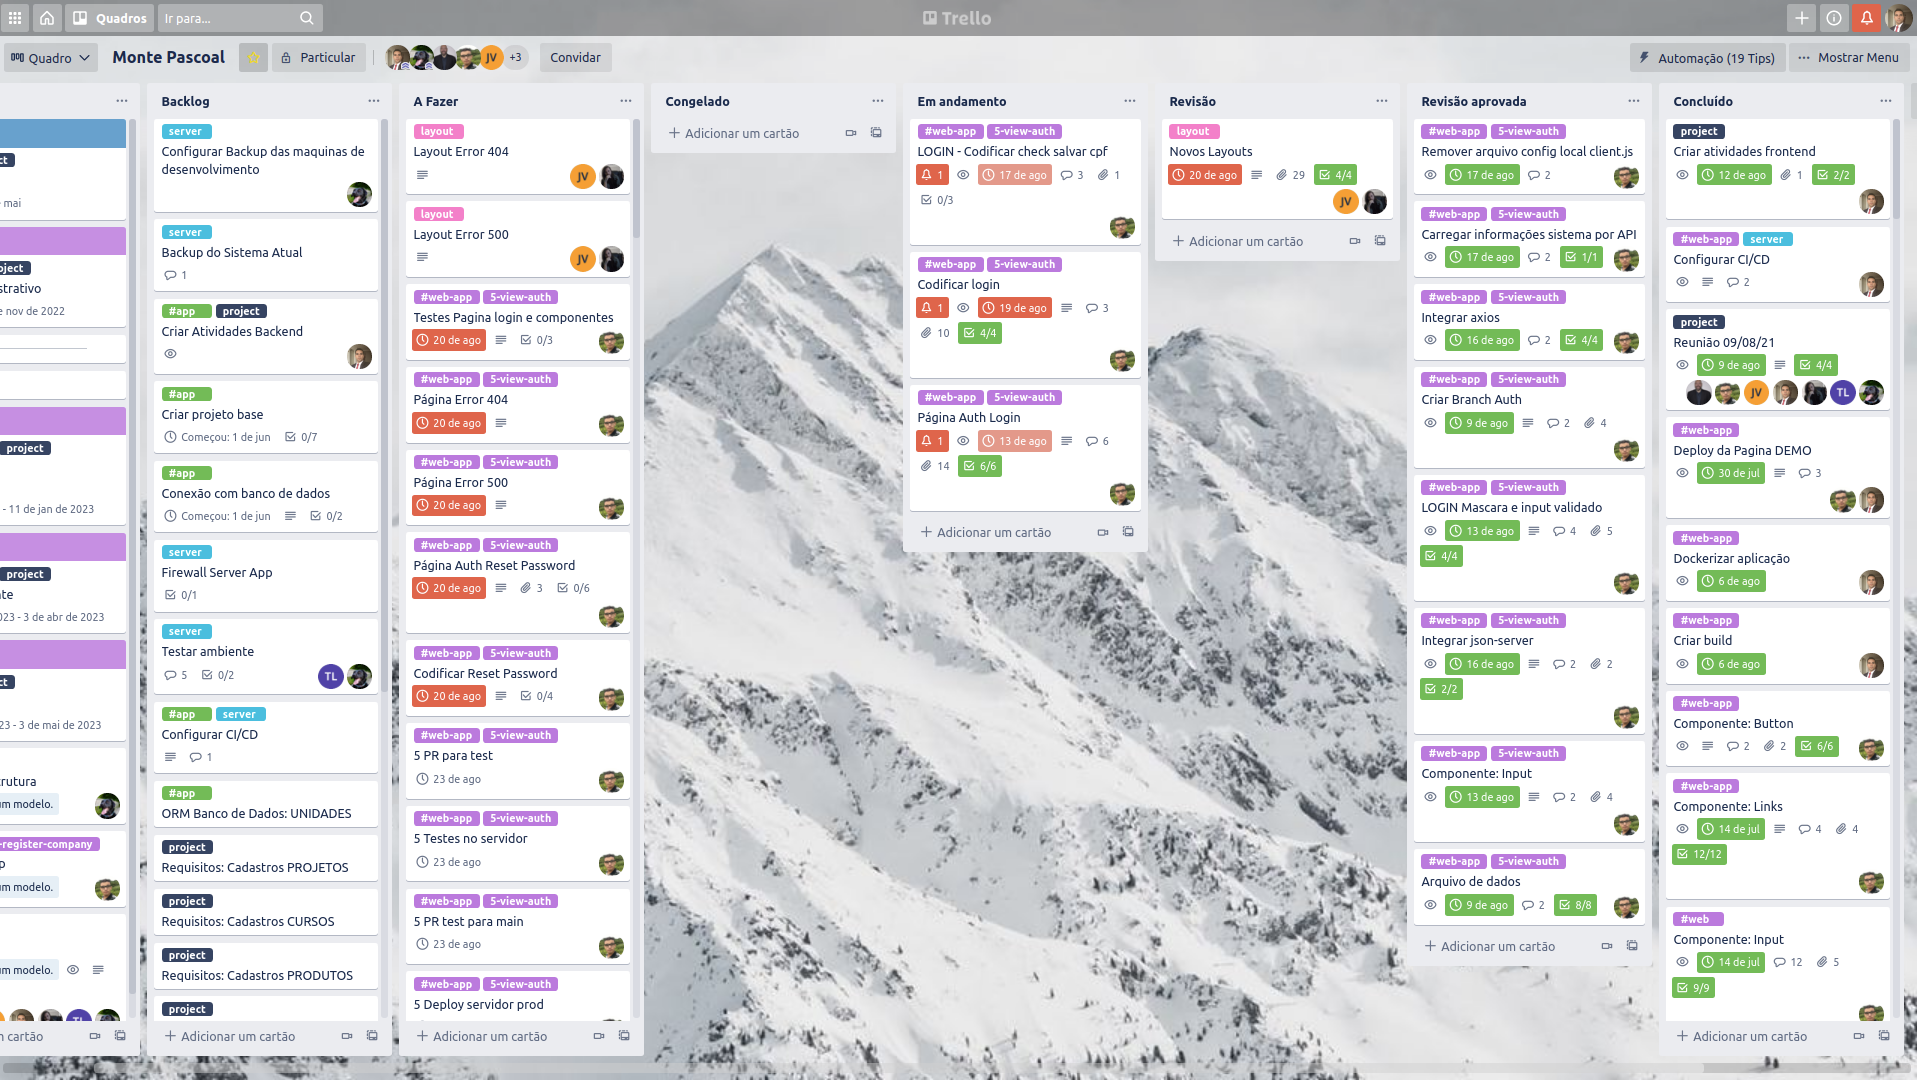 Quadros
Ir para...
Trello
Quadro
Monte Pascoal
Particular
JV
+3
Convidar
Automação (19 Tips)
Mostrar Menu
mai
strativo
e nov de 2022
project
- 11 de jan de 2023
project
023 - 3 de abr de 2023
23 - 3 de mai de 2023
um modelo.
-register-company
um modelo.
um modelo.
cartão
Backlog
server
Configurar Backup das maquinas de
desenvolvimento
server
Backup do Sistema Atual
1
#app project
Criar Atividades Backend
#app
Criar projeto base
Começou: 1 de jun 0/7
#app
Conexão com banco de dados
Começou: 1 de jun 0/2
server
Firewall Server App
0/1
server
Testar ambiente
5 0/2 TL
#app server
Configurar CI/CD
1
#app
ORM Banco de Dados: UNIDADES
project
Requisitos: Cadastros PROJETOS
project
Requisitos: Cadastros CURSOS
project
Requisitos: Cadastros PRODUTOS
project
Adicionar um cartão
A Fazer
layout
Layout Error 404
JV
layout
Layout Error 500
JV
#web-app 5-view-auth
Testes Pagina login e componentes
20 de ago 0/3
#web-app 5-view-auth
Página Error 404
20 de ago
#web-app 5-view-auth
Página Error 500
20 de ago
#web-app 5-view-auth
Página Auth Reset Password
20 de ago 3 0/6
#web-app 5-view-auth
Codificar Reset Password
20 de ago 0/4
#web-app 5-view-auth
5 PR para test
23 de ago
#web-app 5-view-auth
5 Testes no servidor
23 de ago
#web-app 5-view-auth
5 PR test para main
23 de ago
#web-app 5-view-auth
5 Deploy servidor prod
Adicionar um cartão
Congelado
Adicionar um cartão
Em andamento
#web-app 5-view-auth
LOGIN - Codificar check salvar cpf
1 17 de ago 3 1
0/3
#web-app 5-view-auth
Codificar login
1 19 de ago 3
10 4/4
#web-app 5-view-auth
Página Auth Login
1 13 de ago 6
14 6/6
Adicionar um cartão
Revisão
layout
Novos Layouts
20 de ago 29 4/4
JV
Adicionar um cartão
Revisão aprovada
#web-app 5-view-auth
Remover arquivo config local client.js
17 de ago 2
#web-app 5-view-auth
Carregar informações sistema por API
17 de ago 2 1/1
#web-app 5-view-auth
Integrar axios
16 de ago 2 4/4
#web-app 5-view-auth
Criar Branch Auth
9 de ago 2 4
#web-app 5-view-auth
LOGIN Mascara e input validado
13 de ago 4 5
4/4
#web-app 5-view-auth
Integrar json-server
16 de ago 2 2
2/2
#web-app 5-view-auth
Componente: Input
13 de ago 2 4
#web-app 5-view-auth
Arquivo de dados
9 de ago 2 8/8
Adicionar um cartão
Concluído
project
Criar atividades frontend
12 de ago 1 2/2
#web-app server
Configurar CI/CD
2
project
Reunião 09/08/21
9 de ago 4/4
JV TL
#web-app
Deploy da Pagina DEMO
30 de jul 3
#web-app
Dockerizar aplicação
6 de ago
#web-app
Criar build
6 de ago
#web-app
Componente: Button
2 2 6/6
#web-app
Componente: Links
14 de jul 4 4
12/12
#web
Componente: Input
14 de jul 12 5
9/9
Adicionar um cartão